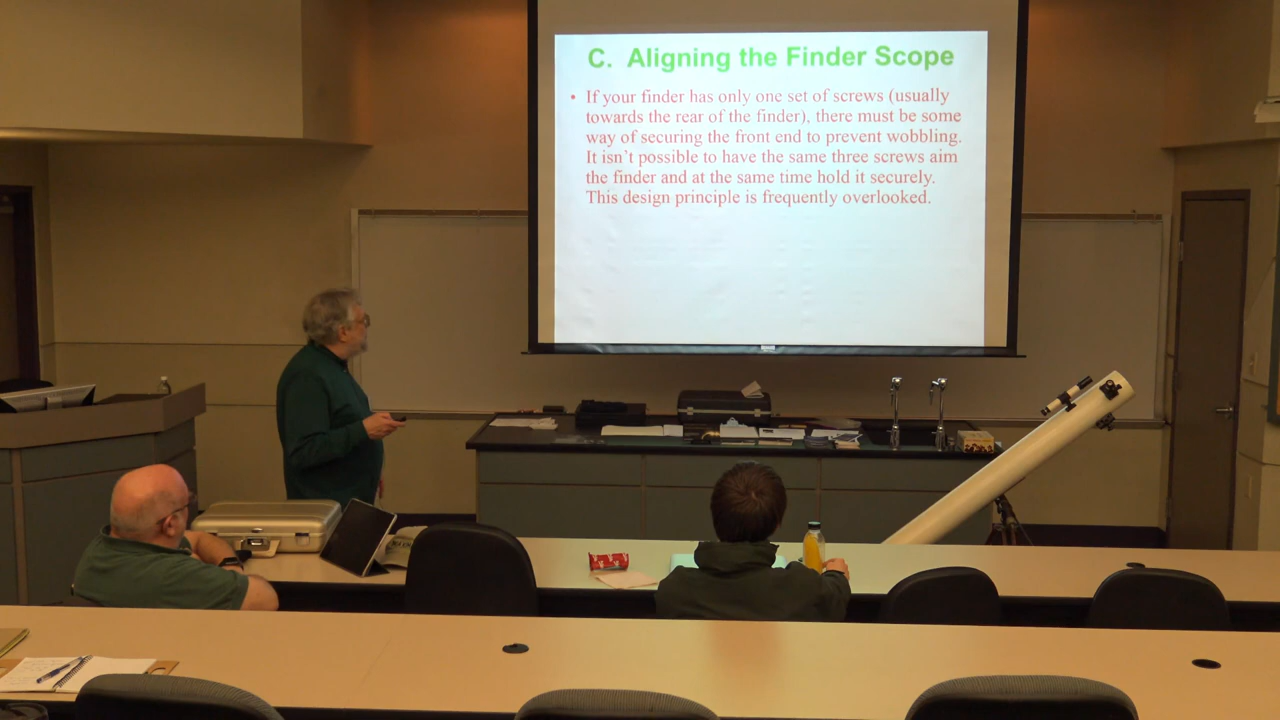 C. Aligning the Finder Scope
• If your finder has only one set of screws (usually
towards the rear of the finder), there must be some
way of securing the front end to prevent wobbling.
It isn't possible to have the same three screws aim
the finder and at the same time hold it securely.
This design principle is frequently overlooked.